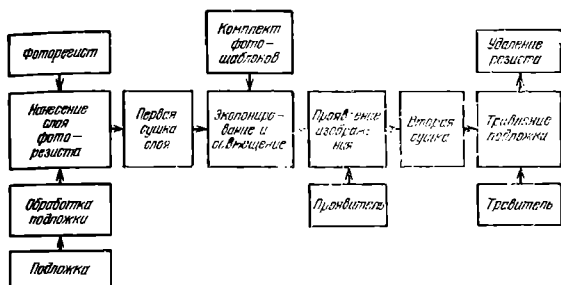 Фоторезист
Комплект
фото-
шаблонов
Удаление
резиста
Нанесение
слоя
фото-
резиста
Первая
сушка
слоя
Экспониро-
вание и
совмещение
Проявление
изображе-
ния
Вторая
сушка
Травление
подложки
Обработка
подложки
Проявитель
Травитель
Подложка